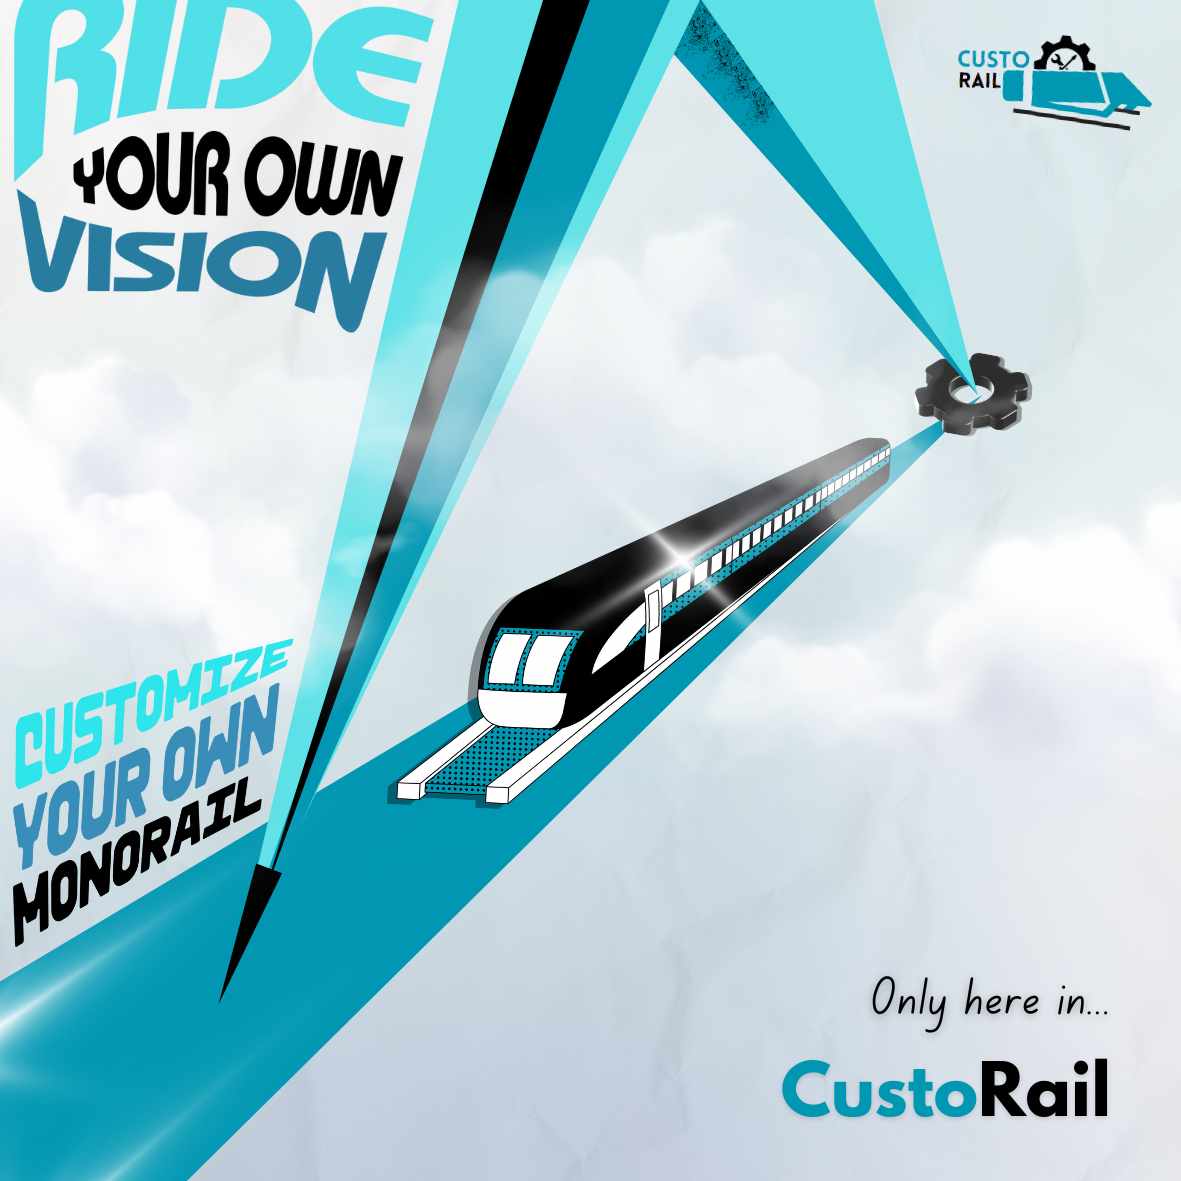 RIDE
YOUR OWN
VISION
CUSTO
RAIL
CUSTOMIZE
YOUR OWN
MONORAIL
Only here in...
CustoRail